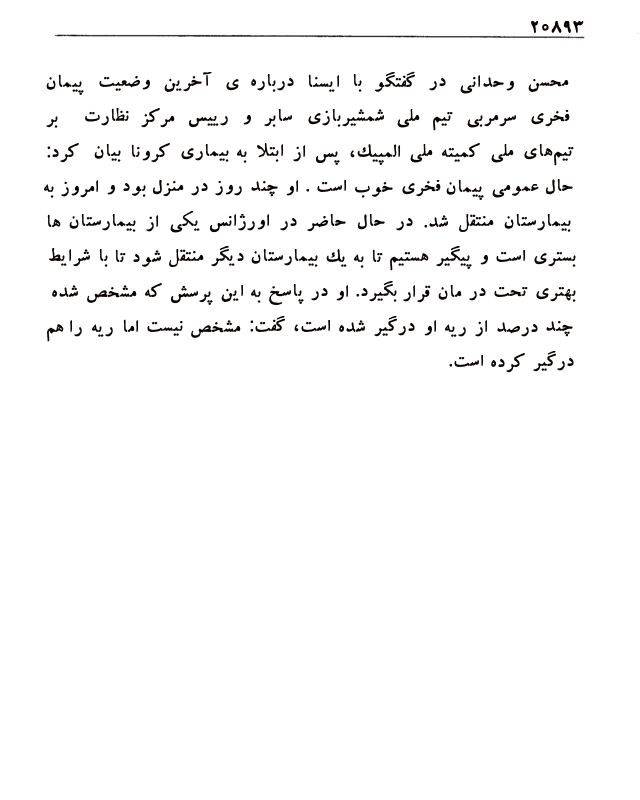 ۲۰۸۹۳
محسن وحدانی در گفتگو با ایسنا درباره ی آخرین وضعیت پیمان
فخری سرمربی تیم ملی شمشیربازی سابر و رییس مرکز نظارت بر
تیم‌های ملی کمیته ملی المپیك، پس از ابتلا به بیماری کرونا بیان کرد:
حال عمومی پیمان فخری خوب است . او چند روز در منزل بود و امروز به
بیمارستان منتقل شد. در حال حاضر در اورژانس یکی از بیمارستان ها
بستری است و پیگیر هستیم تا به یك بیمارستان دیگر منتقل شود تا با شرایط
بهتری تحت در مان قرار بگیرد. او در پاسخ به این پرسش که مشخص شده
چند درصد از ریه او درگیر شده است، گفت: مشخص نیست اما ریه را هم
درگیر کرده است.